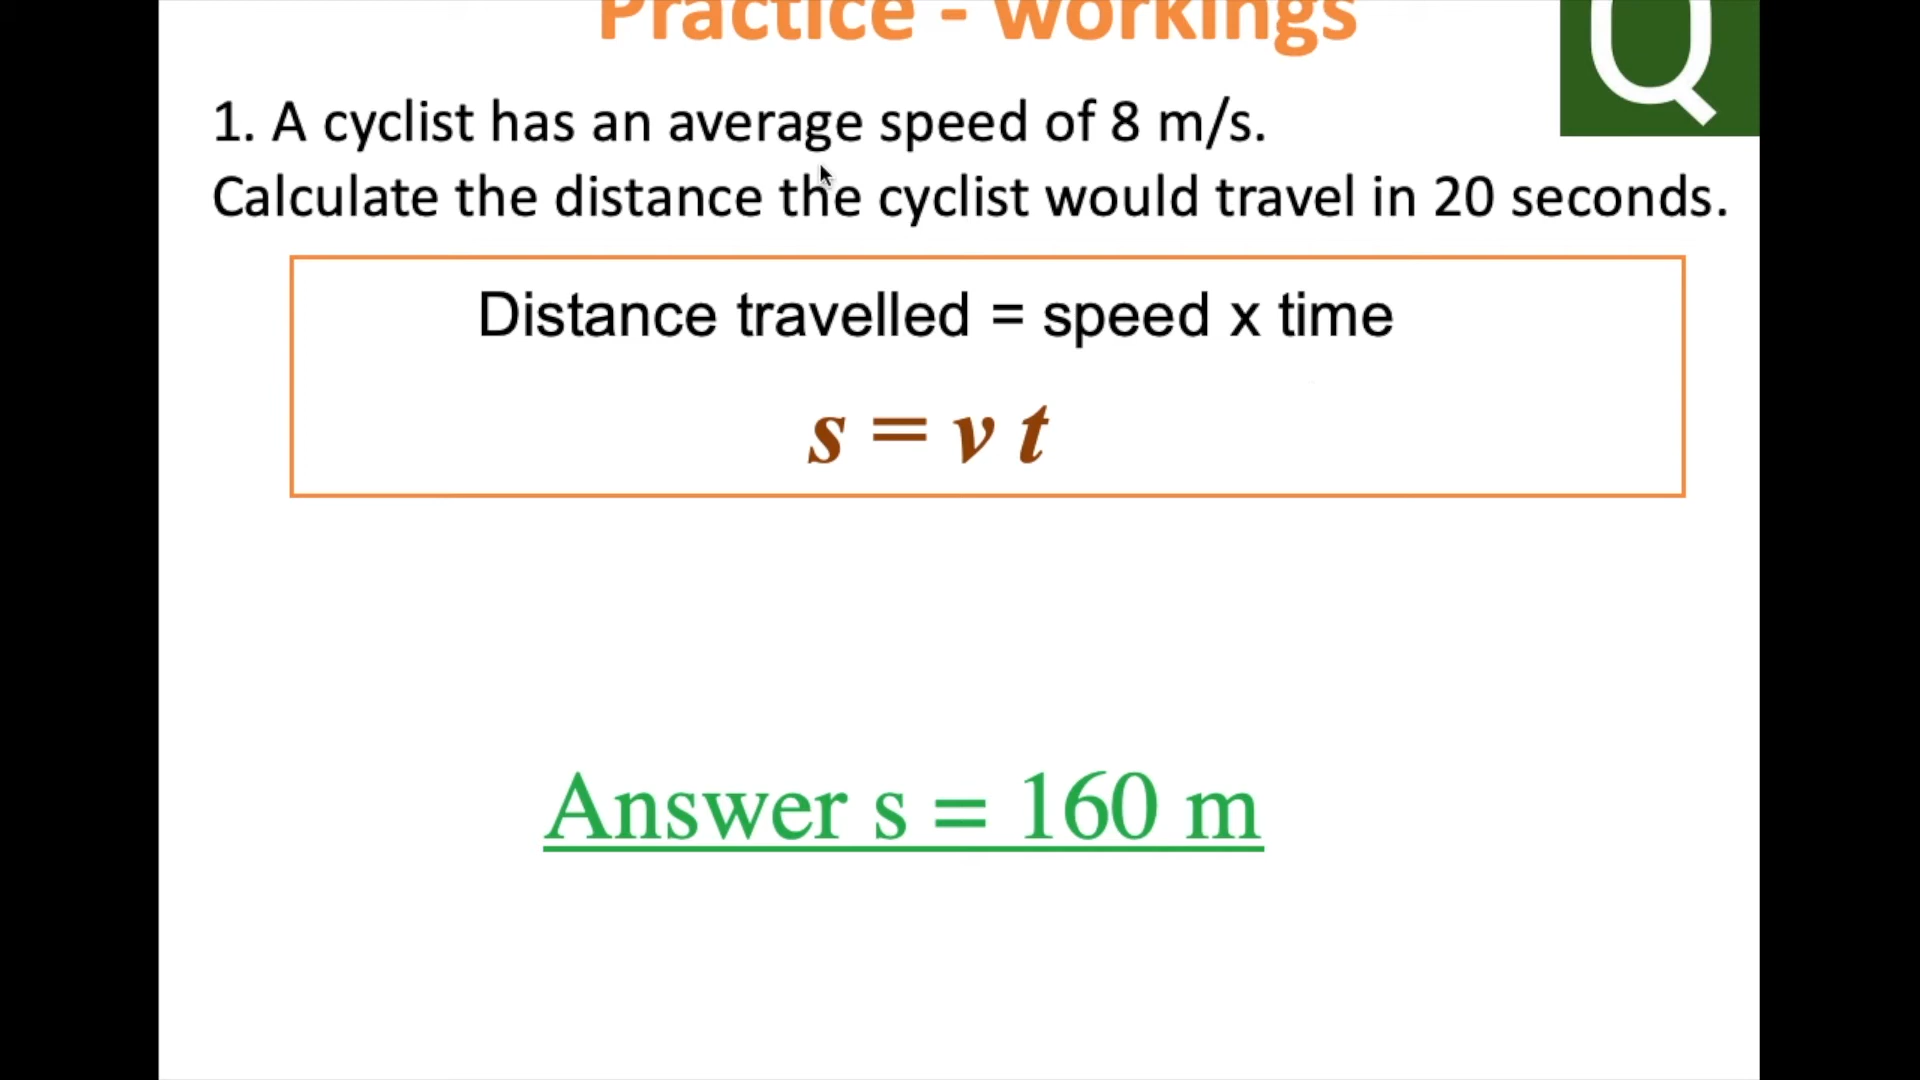 Practice - workings
Q
1. A cyclist has an average speed of 8 m/s.
Calculate the distance the cyclist would travel in 20 seconds.
Distance travelled = speed x time
s = v t
Answer s = 160 m